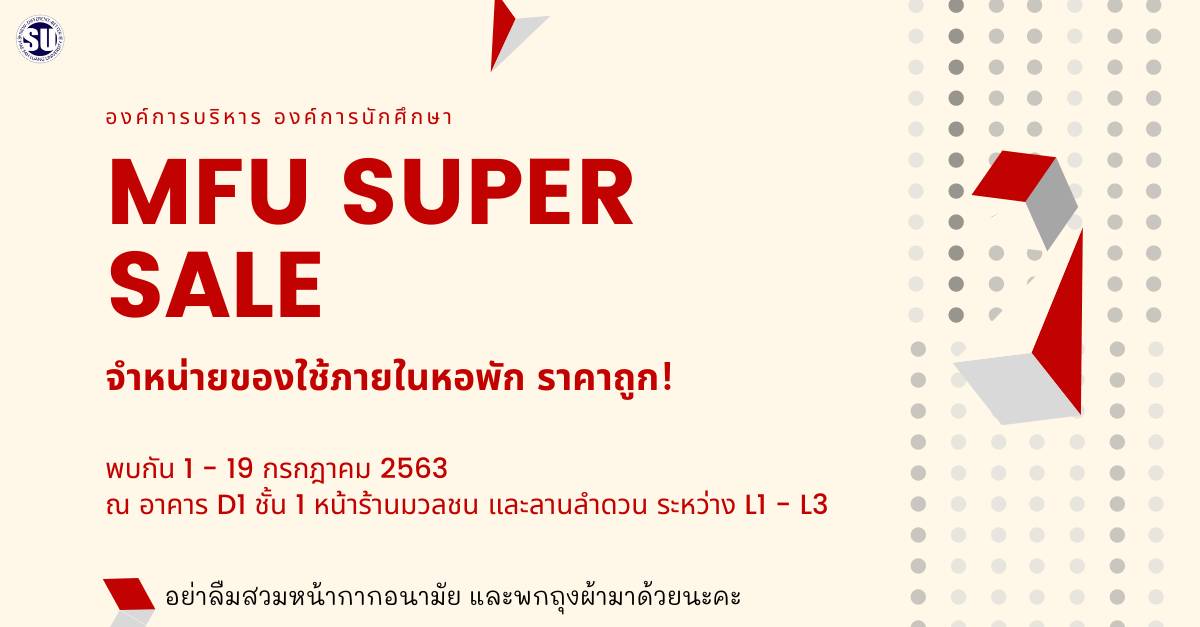 SU
องค์การบริหาร องค์การนักศึกษา
MFU SUPER
SALE
จำหน่ายของใช้ภายในหอพัก ราคาถูก!
พบกัน 1 - 19 กรกฎาคม 2563
ณ อาคาร D1 ชั้น 1 หน้าร้านมวลชน และลานลำดวน ระหว่าง L1 - L3
อย่าลืมสวมหน้ากากอนามัย และพกถุงผ้ามาด้วยนะคะ